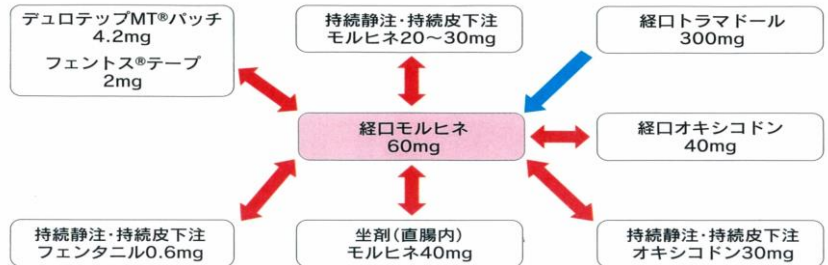 デュロテップMT®パッチ
4.2mg
フェントス®テープ
2mg
持続静注・持続皮下注
モルヒネ20〜30mg
経口トラマドール
300mg
経口モルヒネ
60mg
経口オキシコドン
40mg
持続静注・持続皮下注
フェンタニル0.6mg
坐剤(直腸内)
モルヒネ40mg
持続静注・持続皮下注
オキシコドン30mg